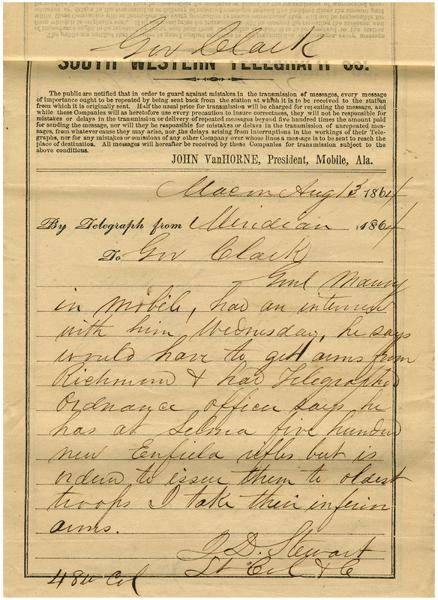 Gov Clark
SOUTH WESTERN TELEGRAPH CO.
The public are notified that in order to guard against mistakes in the transmission of messages, every message
of importance ought to be repeated by being sent back from the station at which it is to be received to the station
from which it is originally sent. Half the usual price for transmission will be charged for repeating the message, and
while these Companies will as heretofore use every precaution to insure correctness, they will not be responsible for
mistakes or delays in the transmission or delivery of repeated messages beyond five hundred times the amount paid
for sending the message, nor will they be responsible for mistakes or delays in the transmission of unrepeated messages,
from whatever cause they may arise, nor for delays arising from interruptions in the workings of their Tele-
graphs, nor for any mistakes or omissions of any other Company over whose lines a message is to be sent to reach the
place of destination. All messages will hereafter be received by these Companies for transmission subject to the
above conditions.
JOHN VanHORNE, President, Mobile, Ala.
Macon Aug 13 1864
By Telegraph from Meridian 1864
To Gov Clark
Genl Maury
in Mobile, had an interview
with him, Wednesday, he says
would have to get arms from
Richmond & had Telegraphed
Ordnance officer says he
has at Selma five hundred
new Enfield rifles but is
ordered to issue them to oldest
troops I take their inferior
arms.
J D. Stewart
Lt Col & C
48 Col